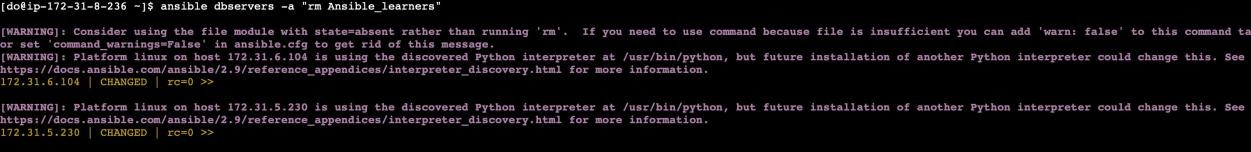 [do@ip-172-31-8-236 ~]$ ansible dbservers -a "rm Ansible_learners"
[WARNING]: Consider using the file module with state=absent rather than running 'rm'.  If you need to use command because file is insufficient you can add 'warn: false' to this command ta
or set 'command_warnings=False' in ansible.cfg to get rid of this message.
[WARNING]: Platform linux on host 172.31.6.104 is using the discovered Python interpreter at /usr/bin/python, but future installation of another Python interpreter could change this. See
https://docs.ansible.com/ansible/2.9/reference_appendices/interpreter_discovery.html for more information.
172.31.6.104 | CHANGED | rc=0 >>
[WARNING]: Platform linux on host 172.31.5.230 is using the discovered Python interpreter at /usr/bin/python, but future installation of another Python interpreter could change this. See
https://docs.ansible.com/ansible/2.9/reference_appendices/interpreter_discovery.html for more information.
172.31.5.230 | CHANGED | rc=0 >>